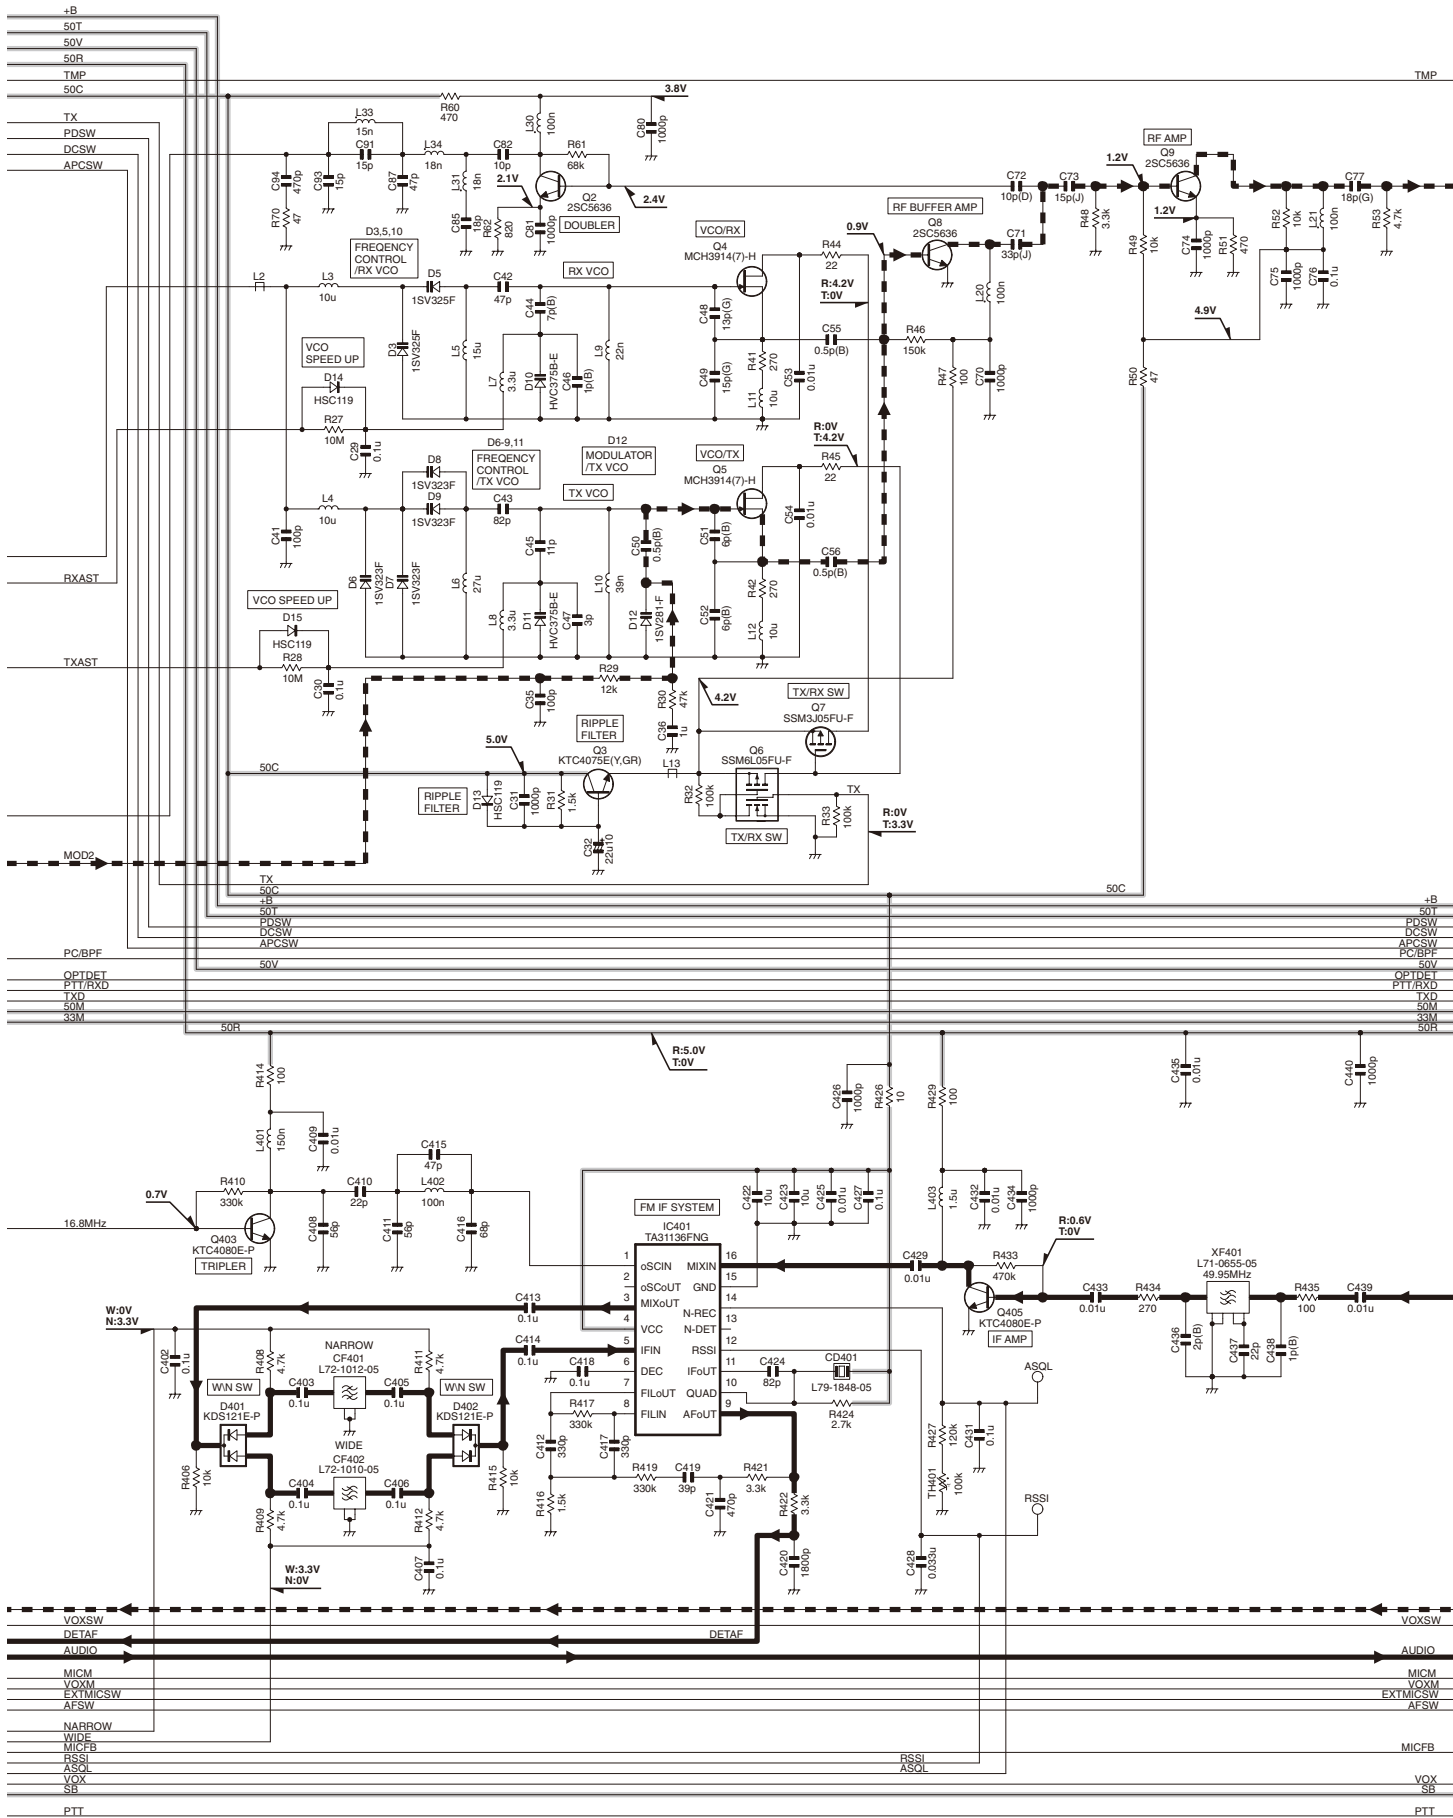 +B
50T
50V
50R
TMP
TMP
50C
3.8V
R60
470
TX
PDSW
DCSW
APCSW
L33
15n
C91
15p
L34
18n
C82
10p
L30
100n
R61
68k
C80
1000p
C94
470p
C93
15p
C87
47p
L31
18n
2.1V
Q2
2SC5636
DOUBLER
2.4V
R70
47
C85
18p
R62
820
C81
1000p
C72
10p(D)
C73
15p(J)
1.2V
RF AMP
Q9
2SC5636
C77
18p(G)
R48
3.3k
1.2V
R52
10k
L21
100n
R53
4.7k
D3,5,10
FREQENCY
CONTROL
/RX VCO
VCO/RX
Q4
MCH3914(7)-H
R44
22
0.9V
RF BUFFER AMP
Q8
2SC5636
C71
33p(J)
R49
10k
C74
1000p
R51
470
C75
1000p
C76
0.1u
L2
L3
10u
D5
1SV325F
C42
47p
RX VCO
C44
7p(B)
C48
13p(G)
R:4.2V
T:0V
L20
100n
4.9V
VCO
SPEED UP
D14
HSC119
D3
1SV325F
L5
15u
L7
3.3u
D10
HVC375B-E
C46
1p(B)
L9
22n
C49
15p(G)
R41
270
L11
10u
C53
0.01u
C55
0.5p(B)
R46
150k
R47
100
C70
1000p
R50
47
R27
10M
C29
0.1u
D8
1SV323F
D9
1SV323F
D6-9,11
FREQENCY
CONTROL
/TX VCO
D12
MODULATOR
/TX VCO
VCO/TX
Q5
MCH3914(7)-H
R:0V
T:4.2V
R45
22
L4
10u
C43
82p
TX VCO
C41
100p
C45
11p
C50
0.5p(B)
C51
6p(B)
C54
0.01u
C56
0.5p(B)
RXAST
D6
1SV323F
D7
1SV323F
L6
27u
L8
3.3u
D11
HVC375B-E
C47
3p
L10
39n
D12
1SV281-F
C52
6p(B)
R42
270
L12
10u
VCO SPEED UP
D15
HSC119
TXAST
R28
10M
C30
0.1u
R29
12k
C35
100p
R30
47k
C36
1u
4.2V
TX/RX SW
Q7
SSM3J05FU-F
RIPPLE
FILTER
Q3
KTC4075E(Y,GR)
5.0V
L13
Q6
SSM6L05FU-F
50C
RIPPLE
FILTER
D13
HSC119
C31
1000p
R31
1.5k
R32
100k
TX
R33
100k
R:0V
T:3.3V
TX/RX SW
C32
22u10
MOD2
TX
50C
50C
+B
+B
50T
50T
PDSW
PDSW
DCSW
DCSW
APCSW
APCSW
PC/BPF
PC/BPF
50V
50V
OPTDET
OPTDET
PTT/RXD
PTT/RXD
TXD
TXD
50M
50M
33M
33M
50R
50R
R:5.0V
T:0V
R414
100
C426
1000p
R426
10
R429
100
C435
0.01u
C440
1000p
L401
150n
C409
0.01u
C415
47p
0.7V
R410
330k
C410
22p
L402
100n
C422
10u
C423
10u
C425
0.01u
C427
0.1u
L403
1.5u
C432
0.01u
C434
1000p
16.8MHz
Q403
KTC4080E-P
TRIPLER
C408
56p
C411
56p
C416
68p
FM IF SYSTEM
IC401
TA31136FNG
1
oSCIN
MIXIN
16
2
oSCoUT
GND
15
3
MIXoUT
N-REC
14
4
VCC
N-DET
13
5
IFIN
RSSI
12
6
DEC
IFoUT
11
7
FILoUT
QUAD
10
8
FILIN
AFoUT
9
C429
0.01u
R433
470k
R:0.6V
T:0V
XF401
L71-0655-05
49.95MHz
Q405
KTC4080E-P
IF AMP
C433
0.01u
R434
270
R435
100
C439
0.01u
C436
2p(B)
C437
22p
C438
1p(B)
W:0V
N:3.3V
C413
0.1u
C414
0.1u
C402
0.1u
R408
4.7k
NARROW
CF401
L72-1012-05
R411
4.7k
W\N SW
D401
KDS121E-P
C403
0.1u
C405
0.1u
W\N SW
D402
KDS121E-P
C418
0.1u
R417
330k
C424
82p
CD401
L79-1848-05
R424
2.7k
ASQL
WIDE
CF402
L72-1010-05
R406
10k
C404
0.1u
C406
0.1u
R415
10k
C412
330p
C417
330p
R419
330k
C419
39p
R421
3.3k
R427
120k
C431
0.1u
TH401
100k
R409
4.7k
R412
4.7k
R416
1.5k
C421
470p
R422
3.3k
RSSI
W:3.3V
N:0V
C407
0.1u
C420
1800p
C428
0.033u
VOXSW
VOXSW
DETAF
DETAF
AUDIO
AUDIO
MICM
MICM
VOXM
VOXM
EXTMICSW
EXTMICSW
AFSW
AFSW
NARROW
WIDE
MICFB
MICFB
RSSI
RSSI
ASQL
ASQL
VOX
VOX
SB
SB
PTT
PTT